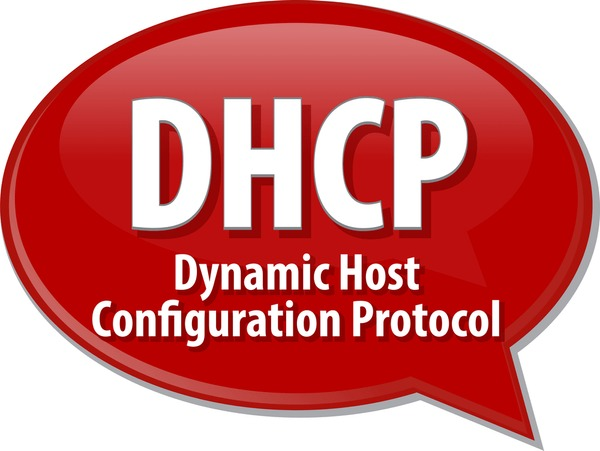 DHCP
Dynamic Host
Configuration Protocol